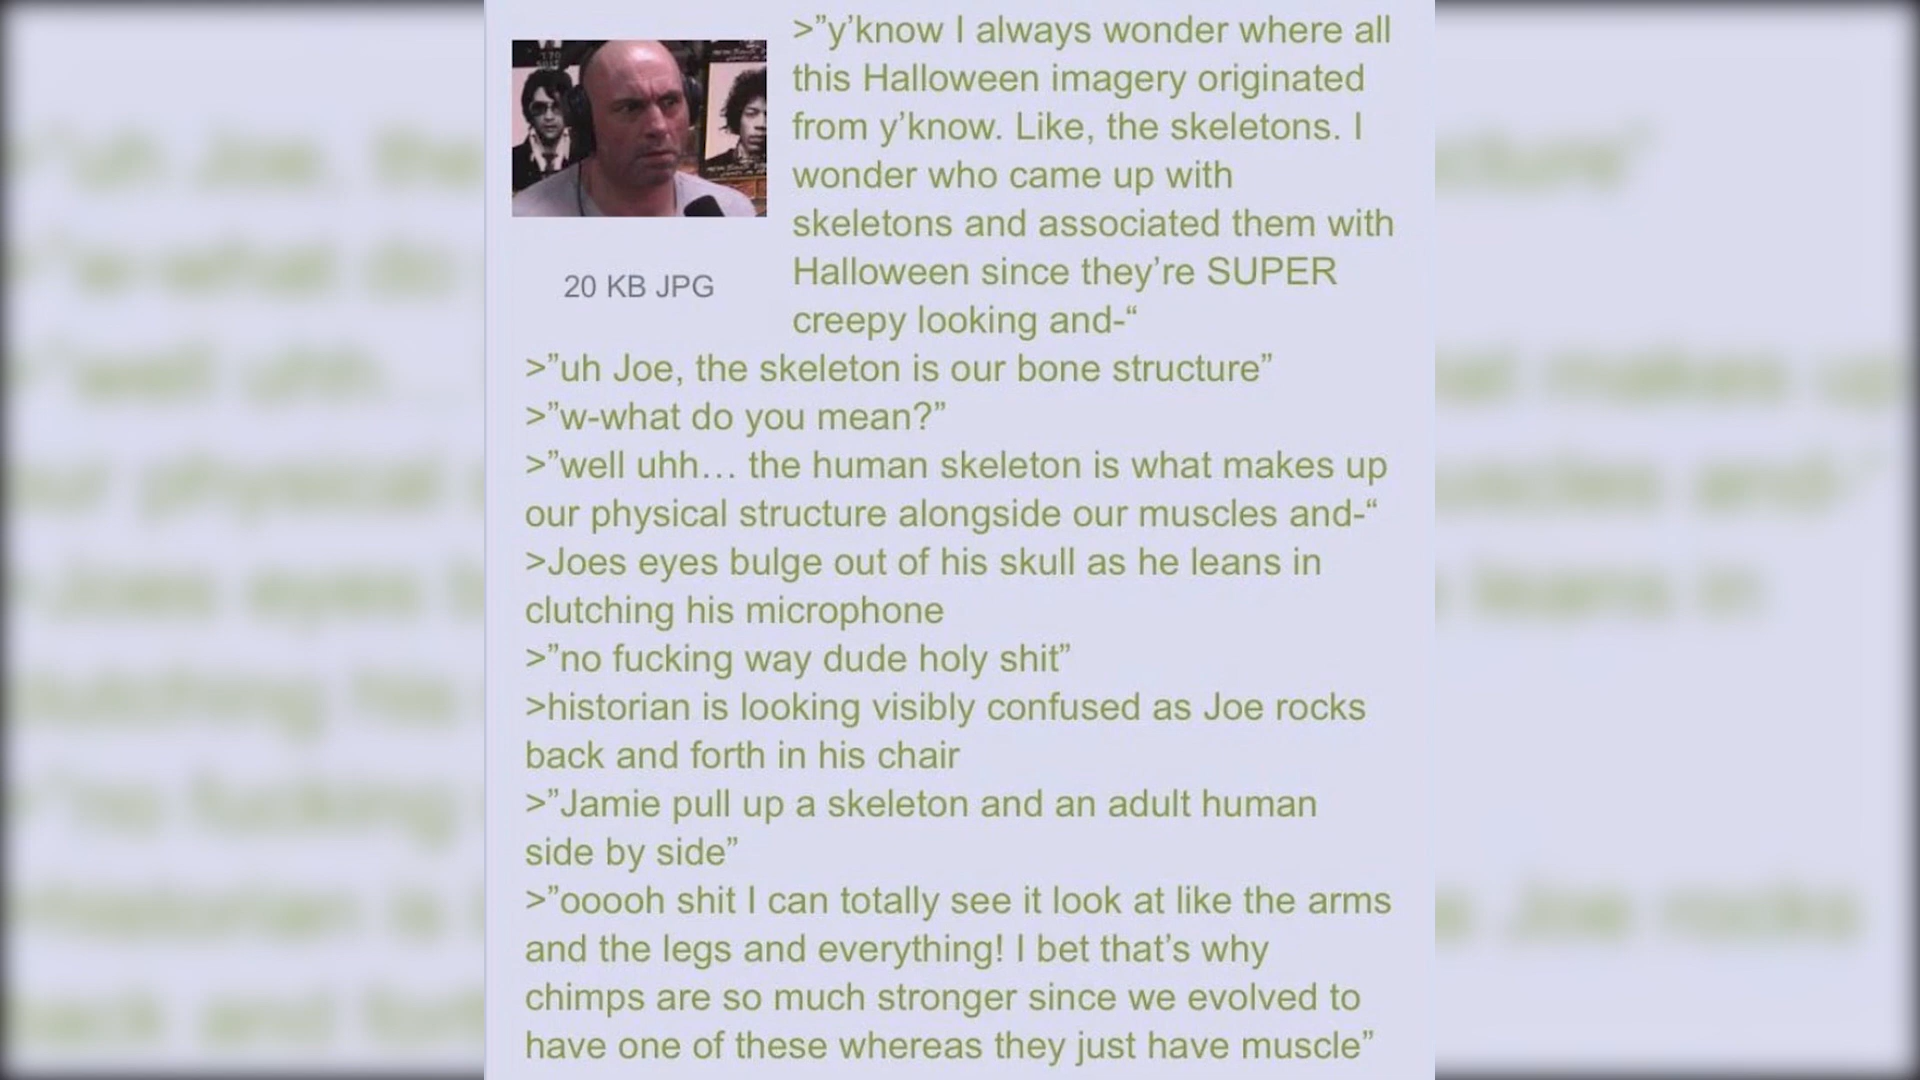 >”y’know I always wonder where all
this Halloween imagery originated
from y’know. Like, the skeletons. I
wonder who came up with
skeletons and associated them with
Halloween since they’re SUPER
creepy looking and-“
20 KB JPG
>”uh Joe, the skeleton is our bone structure”
>”w-what do you mean?”
>”well uhh… the human skeleton is what makes up
our physical structure alongside our muscles and-“
>Joes eyes bulge out of his skull as he leans in
clutching his microphone
>”no fucking way dude holy shit”
>historian is looking visibly confused as Joe rocks
back and forth in his chair
>”Jamie pull up a skeleton and an adult human
side by side”
>”ooooh shit I can totally see it look at like the arms
and the legs and everything! I bet that’s why
chimps are so much stronger since we evolved to
have one of these whereas they just have muscle”